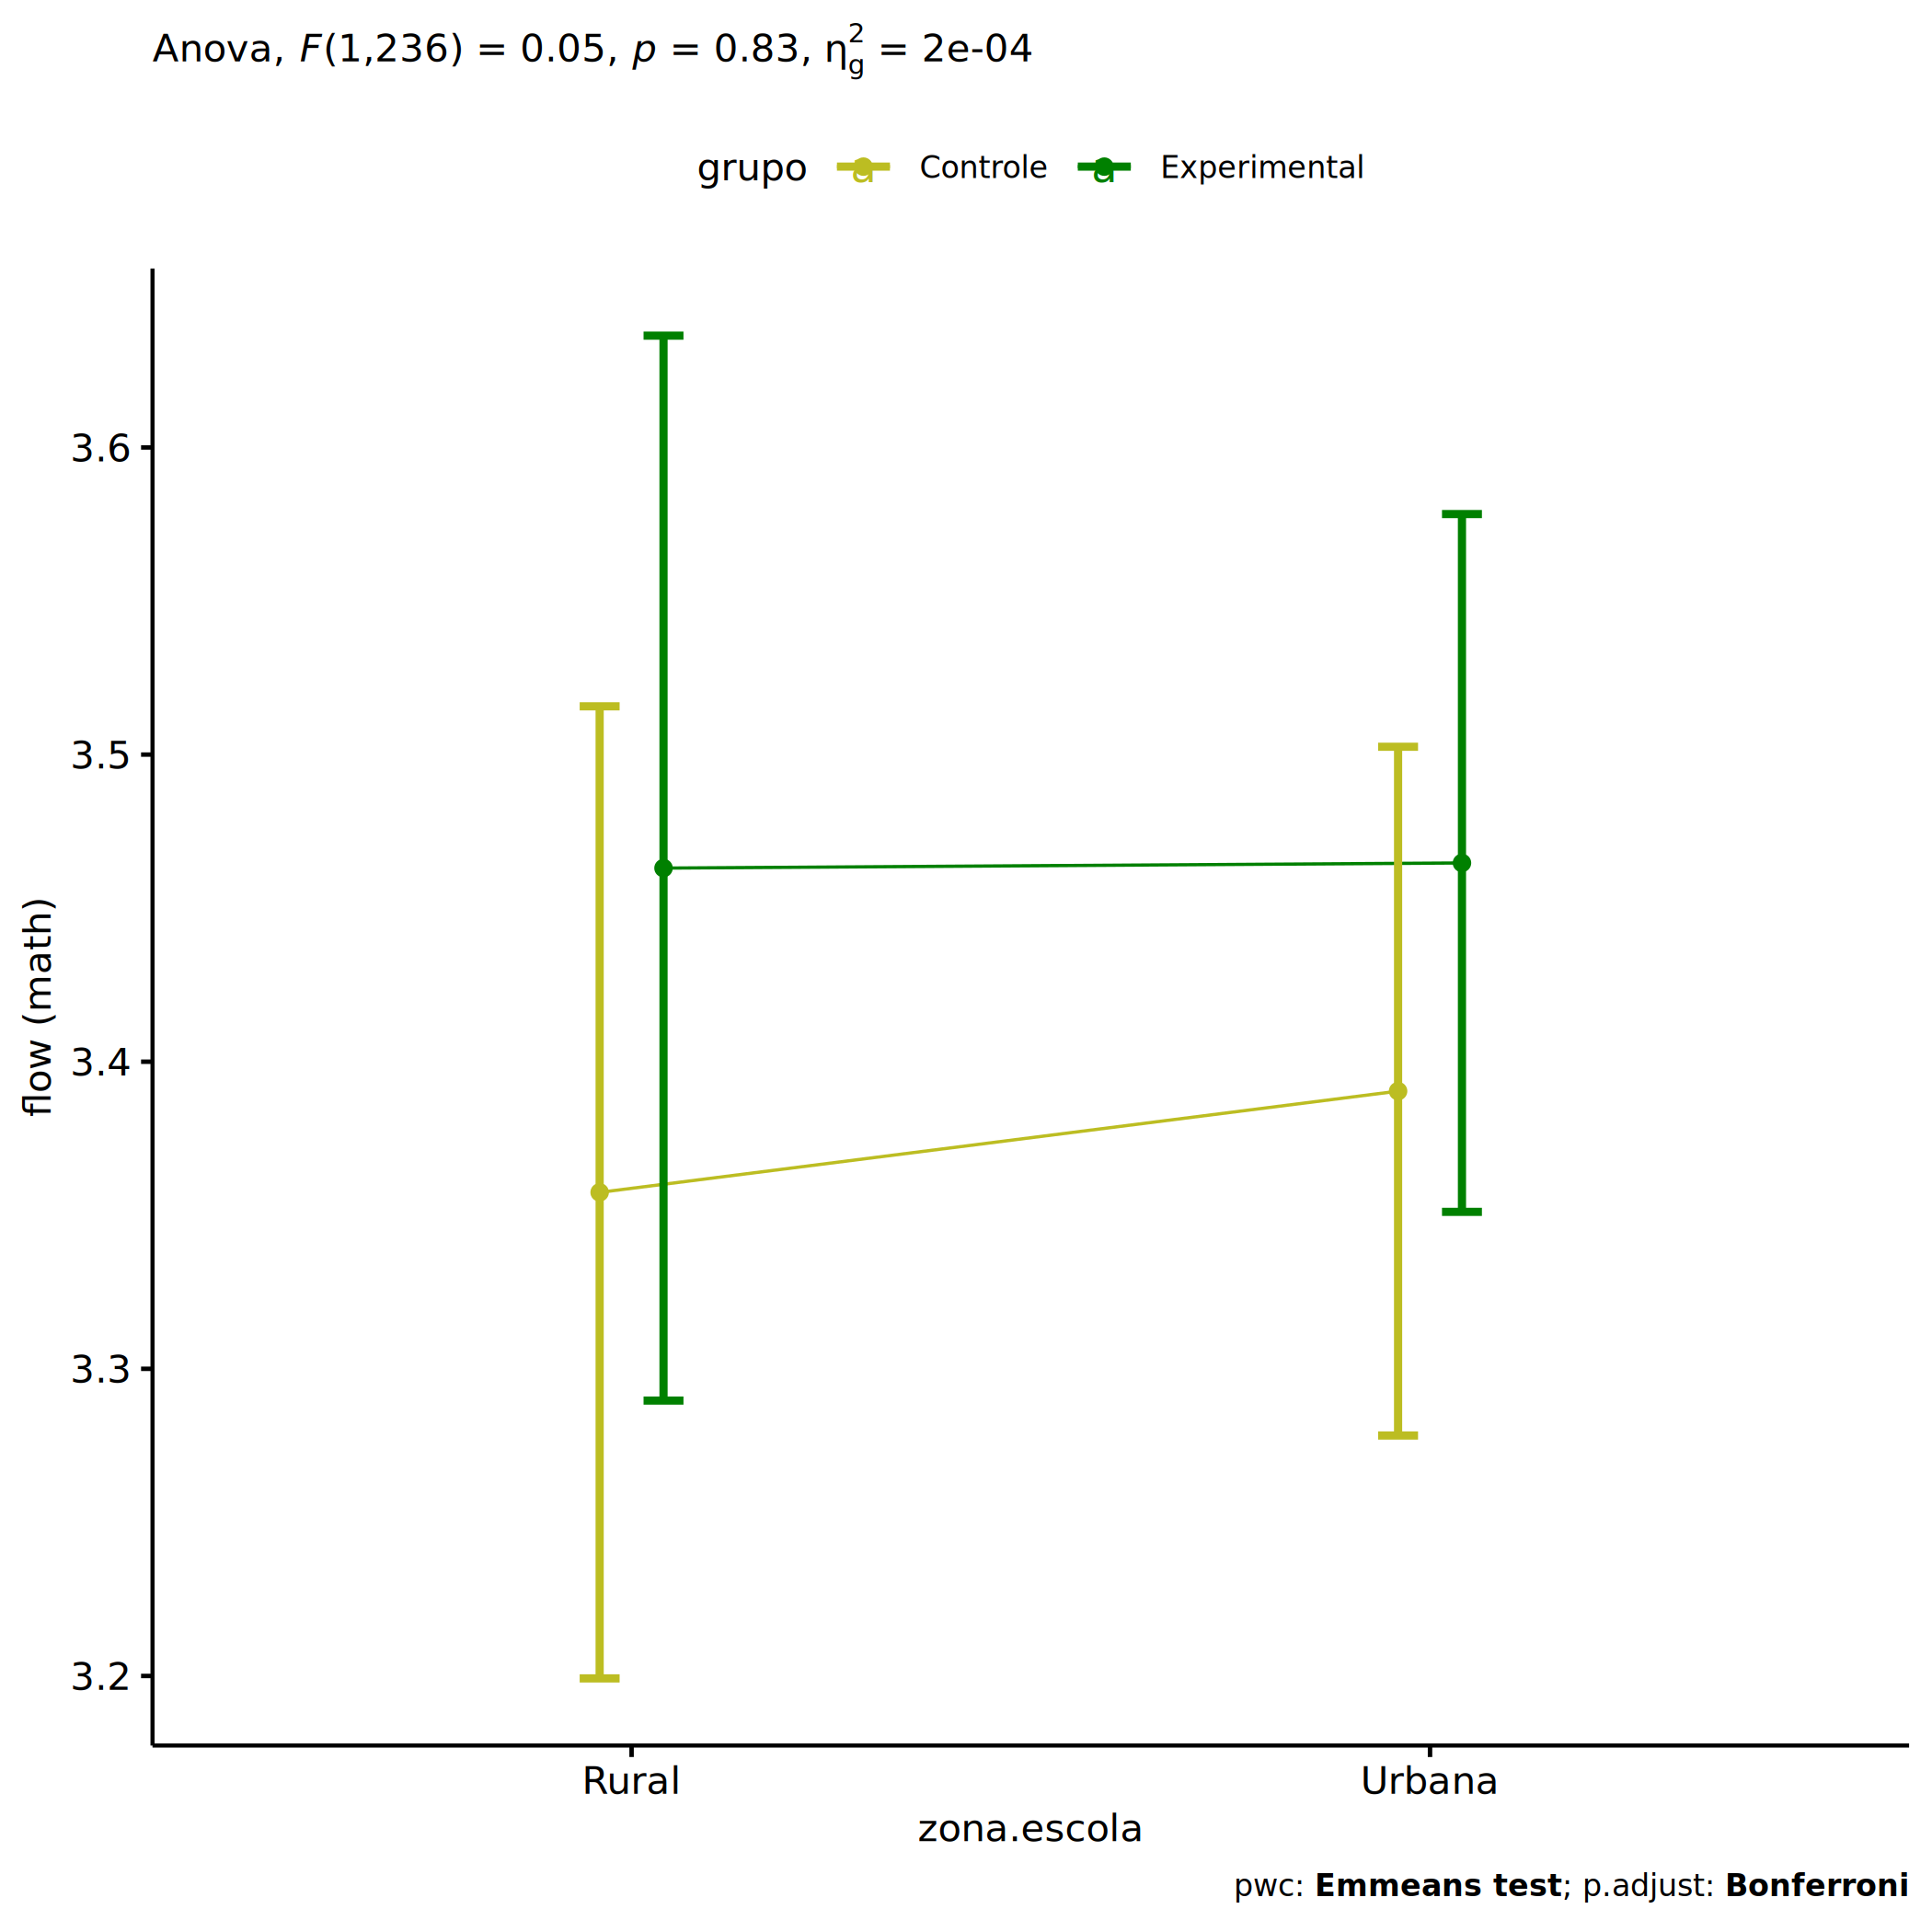 Anova, F(1,236) = 0.05, p = 0.83, η²g = 2e-04
grupo a Controle a Experimental
3.6
3.5
3.4
3.3
3.2
flow (math)
Rural Urbana
zona.escola
pwc: Emmeans test; p.adjust: Bonferroni